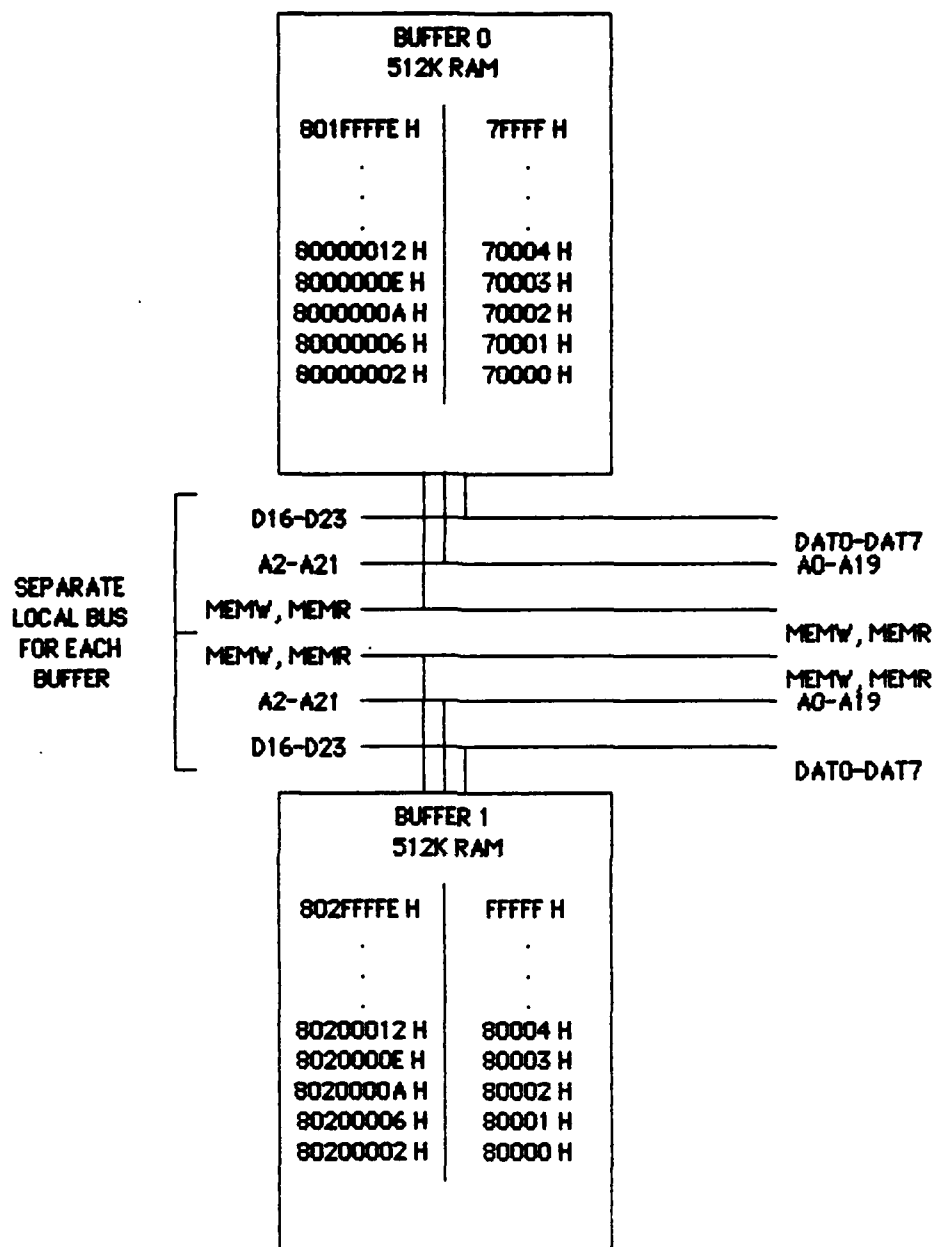 BUFFER 0
512K RAM
801FFFFE H 7FFFF H
. .
. .
. .
80000012 H 70004 H
8000000E H 70003 H
8000000A H 70002 H
80000006 H 70001 H
80000002 H 70000 H
D16-D23 DAT0-DAT7
A2-A21 A0-A19
MEMW, MEMR MEMW, MEMR
SEPARATE
LOCAL BUS
FOR EACH
BUFFER
MEMW, MEMR MEMW, MEMR
A2-A21 A0-A19
D16-D23 DAT0-DAT7
BUFFER 1
512K RAM
802FFFFE H FFFFF H
. .
. .
. .
80200012 H 80004 H
8020000E H 80003 H
8020000A H 80002 H
80200006 H 80001 H
80200002 H 80000 H